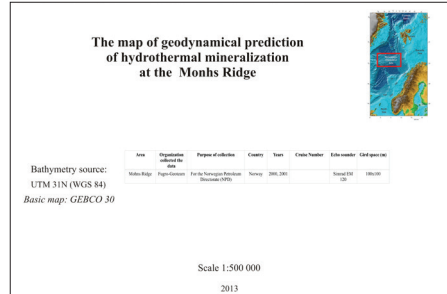 The map of geodynamical prediction
of hydrothermal mineralization
at the Monhs Ridge
Area Organization collected the data Purpose of collection Country Years Cruise Number Echo sounder Gird space (m)
Mohns-Ridge Fugro-Geoteam For the Norwegian Petroleum Directorate (NPD) Norway 2000, 2001 Simrad EM 120 100x100
Bathymetry source:
UTM 31N (WGS 84)
Basic map: GEBCO 30
Scale 1:500 000
2013